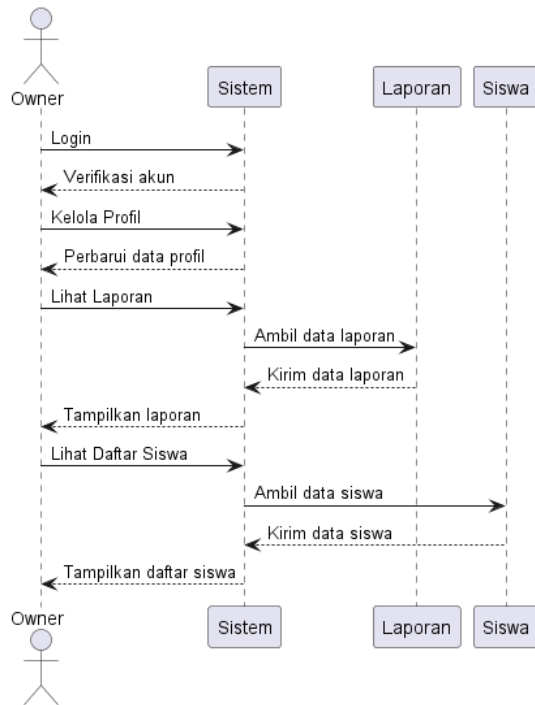 Owner
Sistem
Laporan
Siswa
Login
Verifikasi akun
Kelola Profil
Perbarui data profil
Lihat Laporan
Ambil data laporan
Kirim data laporan
Tampilkan laporan
Lihat Daftar Siswa
Ambil data siswa
Kirim data siswa
Tampilkan daftar siswa
Owner
Sistem
Laporan
Siswa